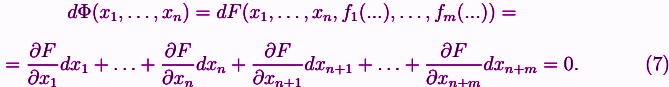 dΦ(x₁, . . . , xₙ) = dF(x₁, . . . , xₙ, f₁(...), . . . , fₘ(...)) =
= ∂F/∂x₁ dx₁ + . . . + ∂F/∂xₙ dxₙ + ∂F/∂xₙ₊₁ dxₙ₊₁ + . . . + ∂F/∂xₙ₊ₘ dxₙ₊ₘ = 0. (7)